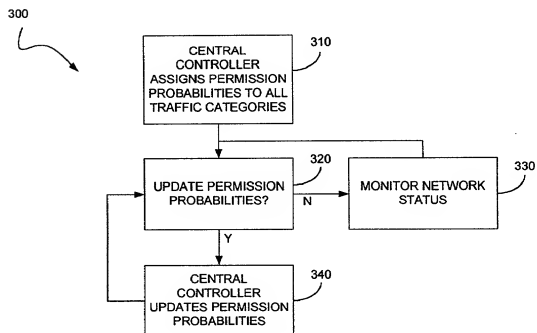 300
310
CENTRAL
CONTROLLER
ASSIGNS PERMISSION
PROBABILITIES TO ALL
TRAFFIC CATEGORIES
320
UPDATE PERMISSION
PROBABILITIES?
N
330
MONITOR NETWORK
STATUS
Y
340
CENTRAL
CONTROLLER
UPDATES PERMISSION
PROBABILITIES